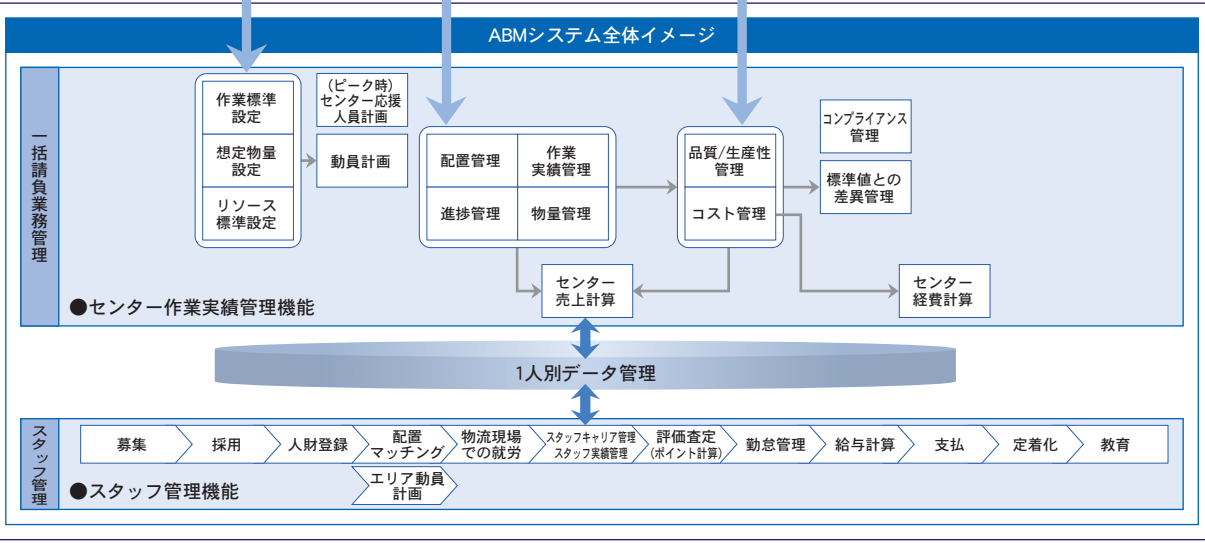 ABMシステム全体イメージ
一括請負業務管理
作業標準
設定
想定物量
設定
リソース
標準設定
(ピーク時)
センター応援
人員計画
動員計画
配置管理
作業
実績管理
進捗管理
物量管理
品質/生産性
管理
コスト管理
コンプライアンス
管理
標準値との
差異管理
センター
売上計算
センター
経費計算
●センター作業実績管理機能
1人別データ管理
スタッフ管理
募集
採用
人財登録
配置
マッチング
物流現場
での就労
スタッフキャリア管理
スタッフ実績管理
評価査定
(ポイント計算)
勤怠管理
給与計算
支払
定着化
教育
エリア動員
計画
●スタッフ管理機能